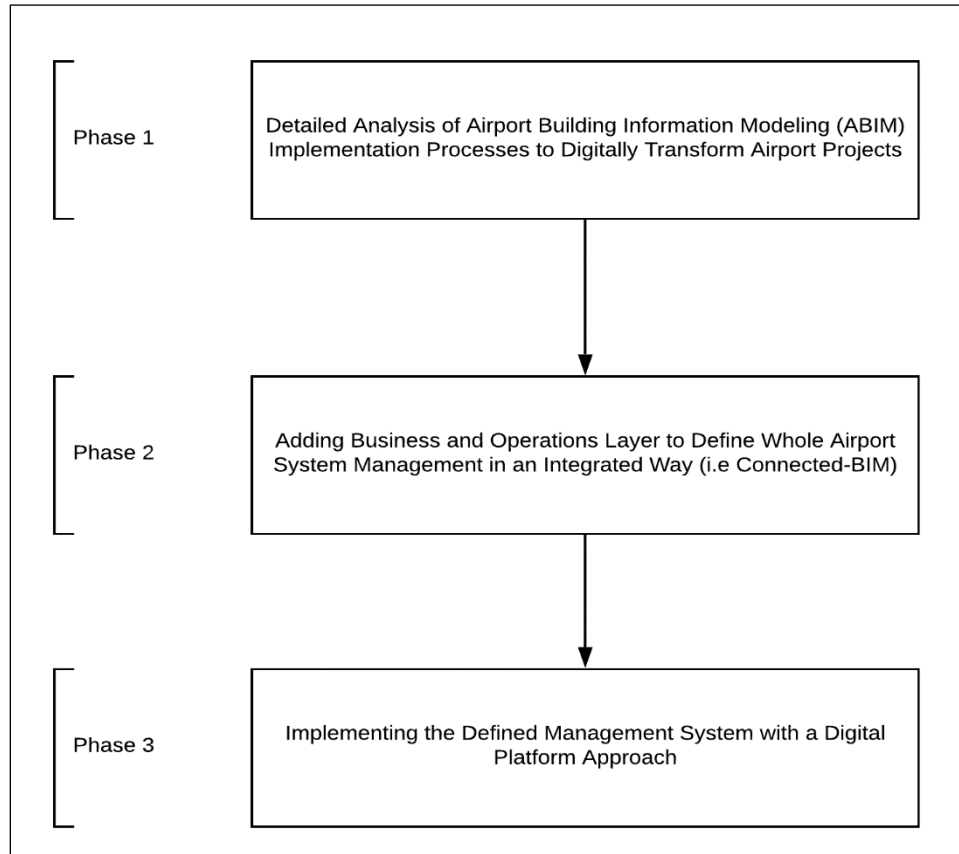 Phase 1
Detailed Analysis of Airport Building Information Modeling (ABIM)
Implementation Processes to Digitally Transform Airport Projects
Phase 2
Adding Business and Operations Layer to Define Whole Airport
System Management in an Integrated Way (i.e Connected-BIM)
Phase 3
Implementing the Defined Management System with a Digital
Platform Approach